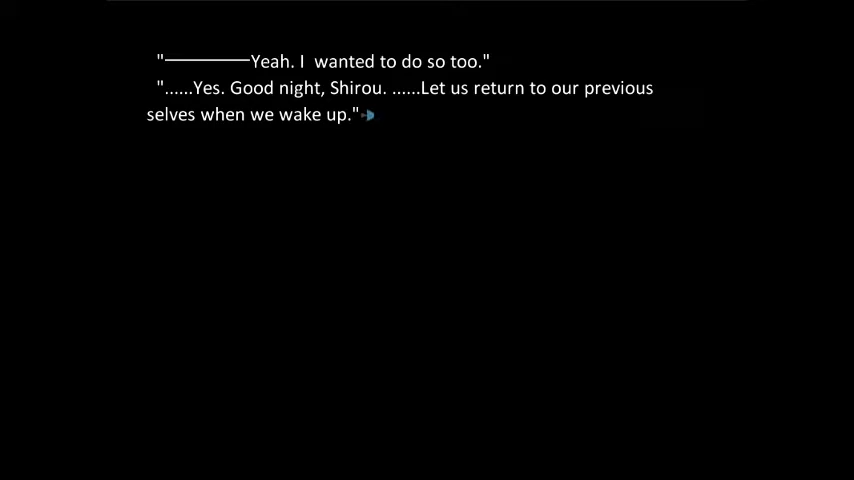 "―――――Yeah. I  wanted to do so too."
"......Yes. Good night, Shirou. ......Let us return to our previous
selves when we wake up."